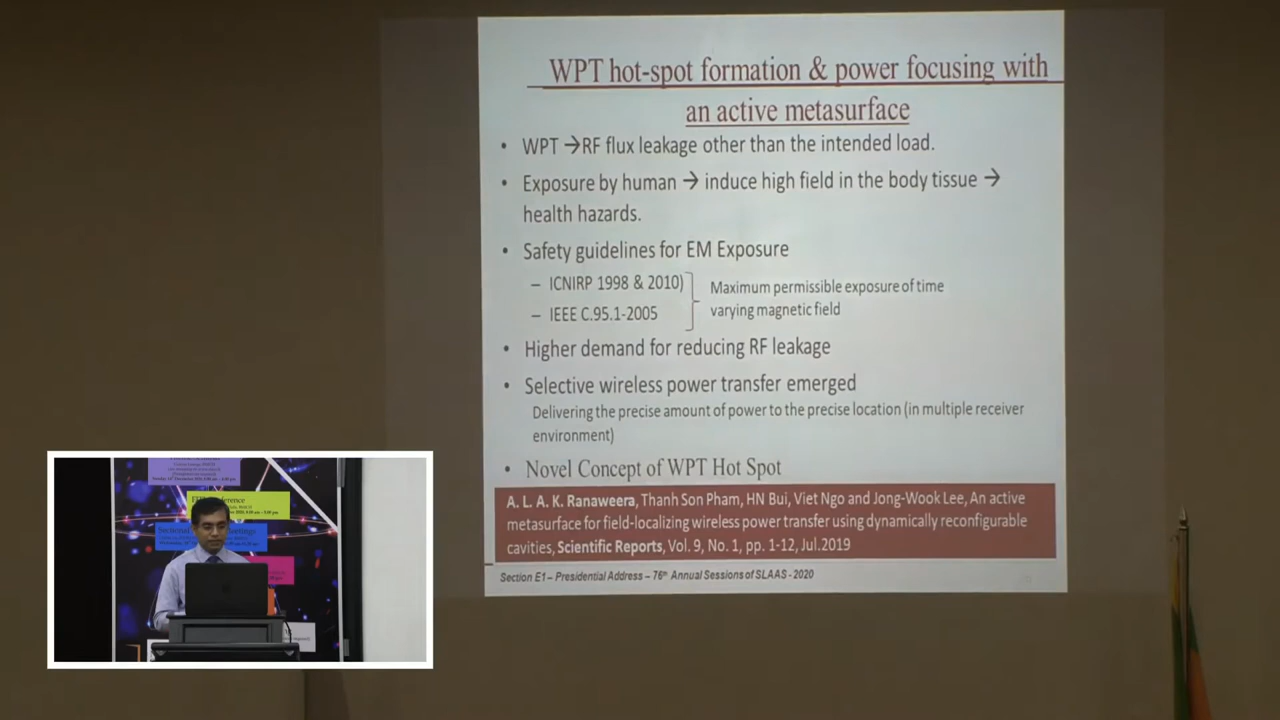 WPT hot-spot formation & power focusing with
an active metasurface
• WPT →RF flux leakage other than the intended load.
• Exposure by human → induce high field in the body tissue →
health hazards.
• Safety guidelines for EM Exposure
– ICNIRP 1998 & 2010)
– IEEE C.95.1-2005
Maximum permissible exposure of time
varying magnetic field
• Higher demand for reducing RF leakage
• Selective wireless power transfer emerged
Delivering the precise amount of power to the precise location (in multiple receiver
environment)
• Novel Concept of WPT Hot Spot
A. L. A. K. Ranaweera, Thanh Son Pham, HN Bui, Viet Ngo and Jong-Wook Lee, An active
metasurface for field-localizing wireless power transfer using dynamically reconfigurable
cavities, Scientific Reports, Vol. 9, No. 1, pp. 1-12, Jul.2019
Section E1 – Presidential Address – 76th Annual Sessions of SLAAS - 2020